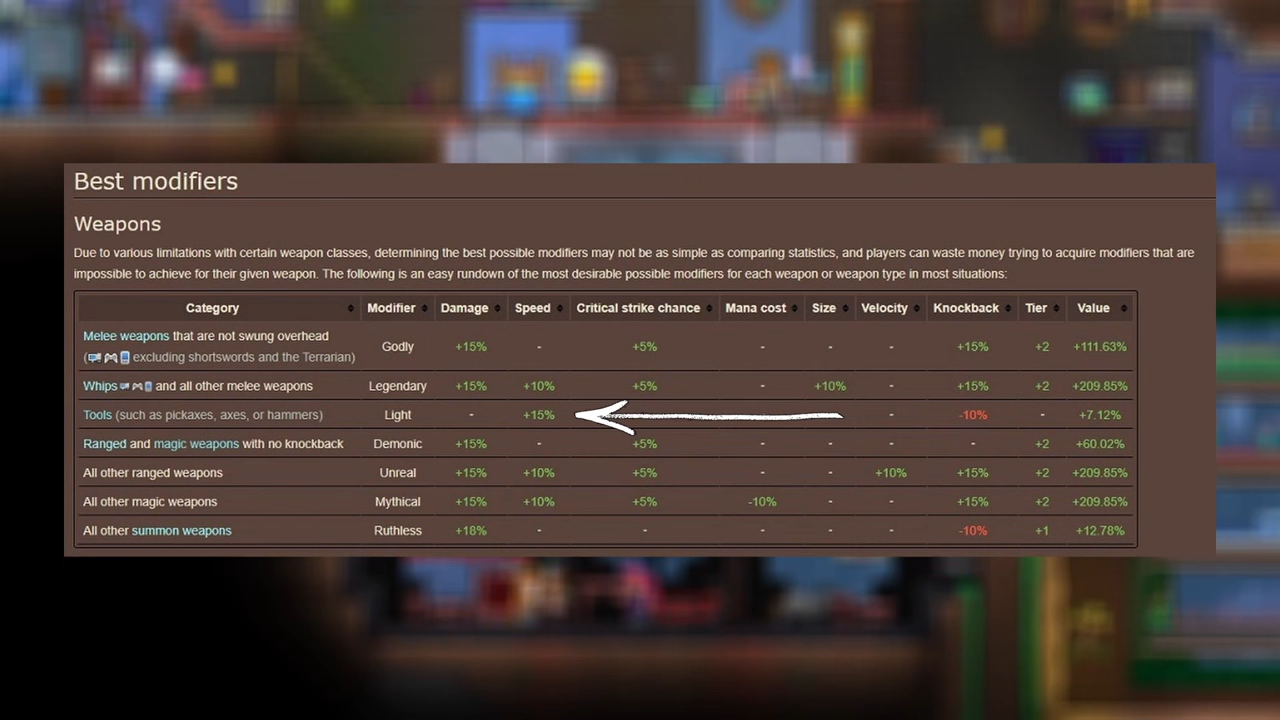 Best modifiers
Weapons
Due to various limitations with certain weapon classes, determining the best possible modifiers may not be as simple as comparing statistics, and players can waste money trying to acquire modifiers that are
impossible to achieve for their given weapon. The following is an easy rundown of the most desirable possible modifiers for each weapon or weapon type in most situations:
Category Modifier Damage Speed Critical strike chance Mana cost Size Velocity Knockback Tier Value
Melee weapons that are not swung overhead
( excluding shortswords and the Terrarian) Godly +15% - +5% - - - +15% +2 +111.63%
Whips and all other melee weapons Legendary +15% +10% +5% - +10% - +15% +2 +209.85%
Tools (such as pickaxes, axes, or hammers) Light - +15% - -10% - +7.12%
Ranged and magic weapons with no knockback Demonic +15% - +5% - - - - +2 +60.02%
All other ranged weapons Unreal +15% +10% +5% - - +10% +15% +2 +209.85%
All other magic weapons Mythical +15% +10% +5% -10% - - +15% +2 +209.85%
All other summon weapons Ruthless +18% - - - - - -10% +1 +12.78%